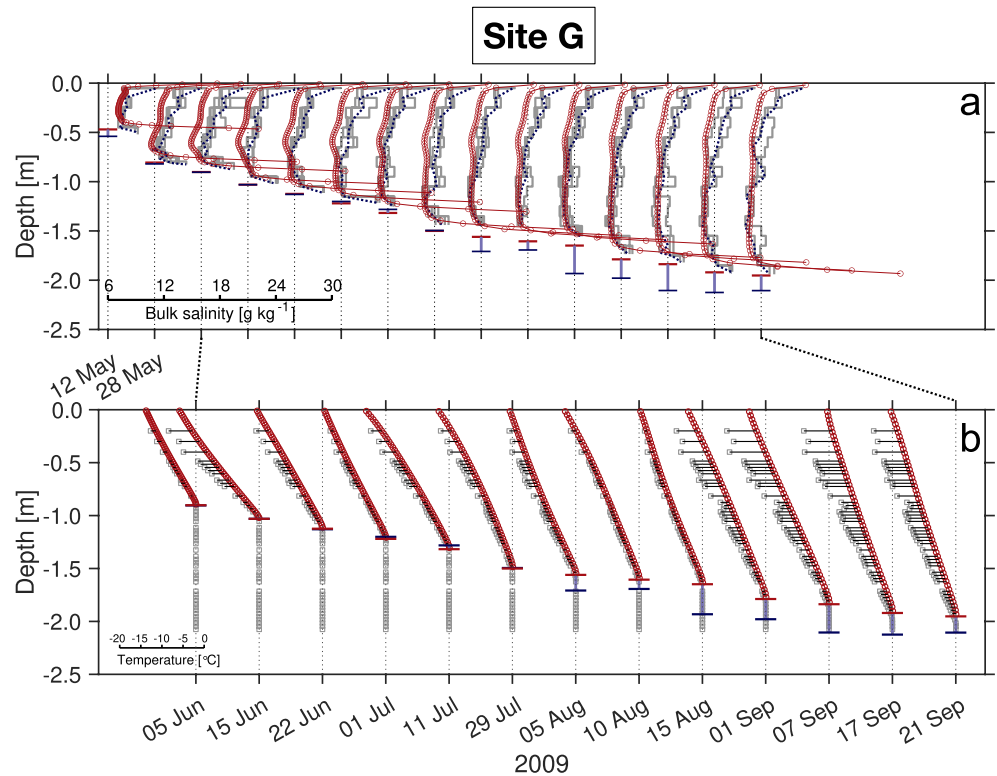 Site G
a
Depth [m]
0.0
-0.5
-1.0
-1.5
-2.0
-2.5
6 12 18 24 30
Bulk salinity [g kg-1]
12 May
28 May
b
Depth [m]
0.0
-0.5
-1.0
-1.5
-2.0
-2.5
-20 -15 -10 -5 0
Temperature [°C]
05 Jun 15 Jun 22 Jun 01 Jul 11 Jul 29 Jul 05 Aug 10 Aug 15 Aug 01 Sep 07 Sep 17 Sep 21 Sep
2009